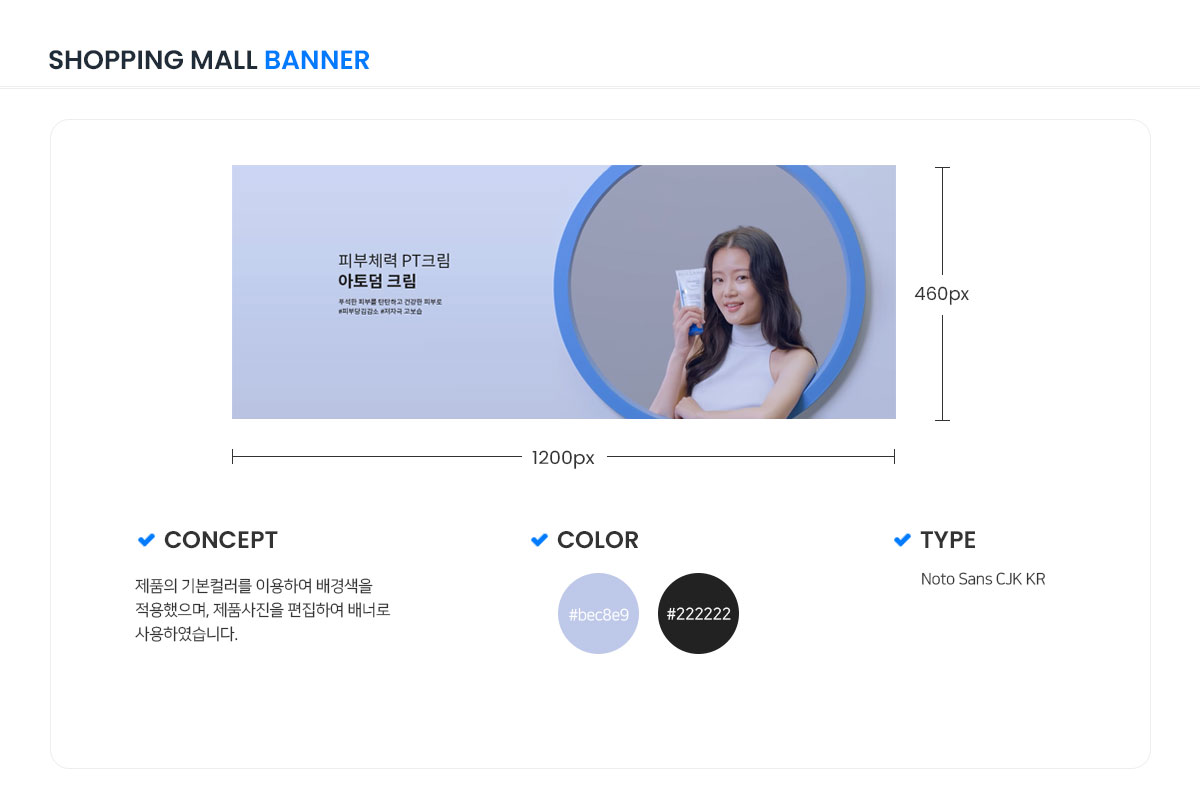 SHOPPING MALL BANNER
피부체력 PT크림
아토덤 크림
푸석한 피부를 탄탄하고 건강한 피부로
#피부당김감소 #저자극 고보습
460px
1200px
CONCEPT
제품의 기본컬러를 이용하여 배경색을
적용했으며, 제품사진을 편집하여 배너로
사용하였습니다.
COLOR
#bec8e9
#222222
TYPE
Noto Sans CJK KR